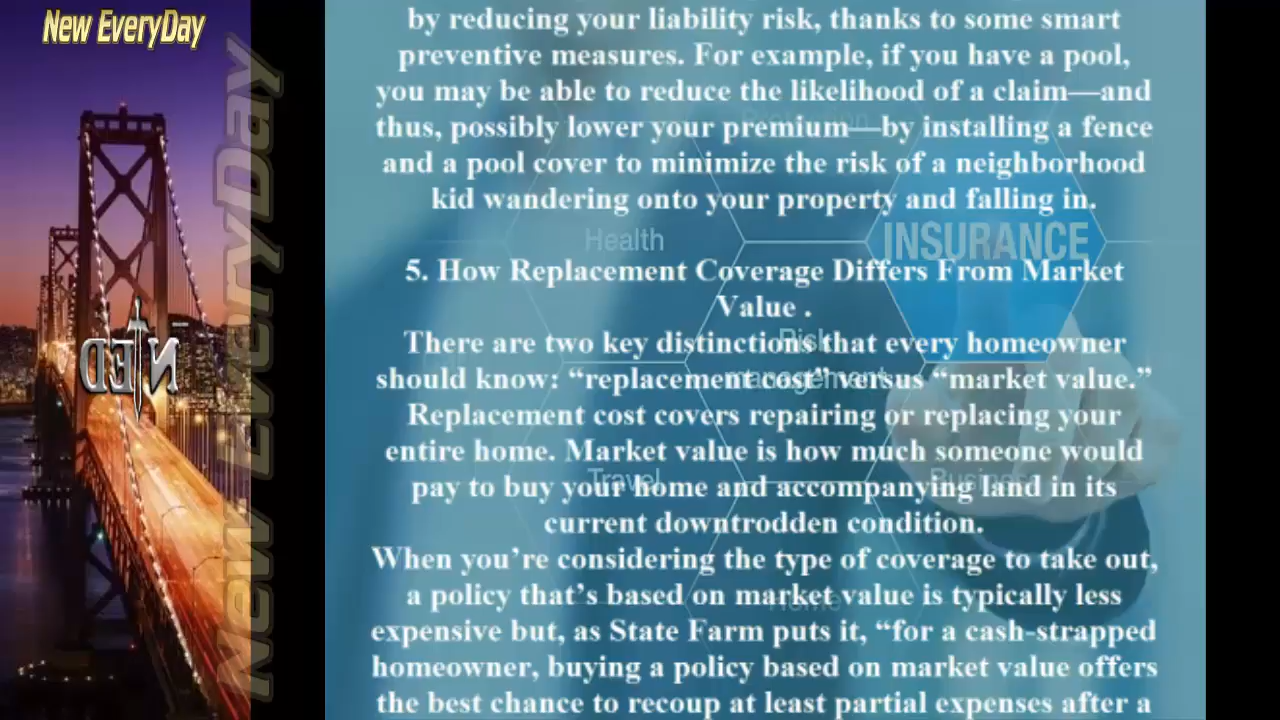 New EveryDay
New EveryDay
NED
by reducing your liability risk, thanks to some smart
preventive measures. For example, if you have a pool,
you may be able to reduce the likelihood of a claim—and
thus, possibly lower your premium—by installing a fence
and a pool cover to minimize the risk of a neighborhood
kid wandering onto your property and falling in.
Health
INSURANCE
5. How Replacement Coverage Differs From Market
Value .
Risk
management
There are two key distinctions that every homeowner
should know: “replacement cost” versus “market value.”
Replacement cost covers repairing or replacing your
entire home. Market value is how much someone would
pay to buy your home and accompanying land in its
current downtrodden condition.
Travel
Business
Home
When you’re considering the type of coverage to take out,
a policy that’s based on market value is typically less
expensive but, as State Farm puts it, “for a cash-strapped
homeowner, buying a policy based on market value offers
the best chance to recoup at least partial expenses after a